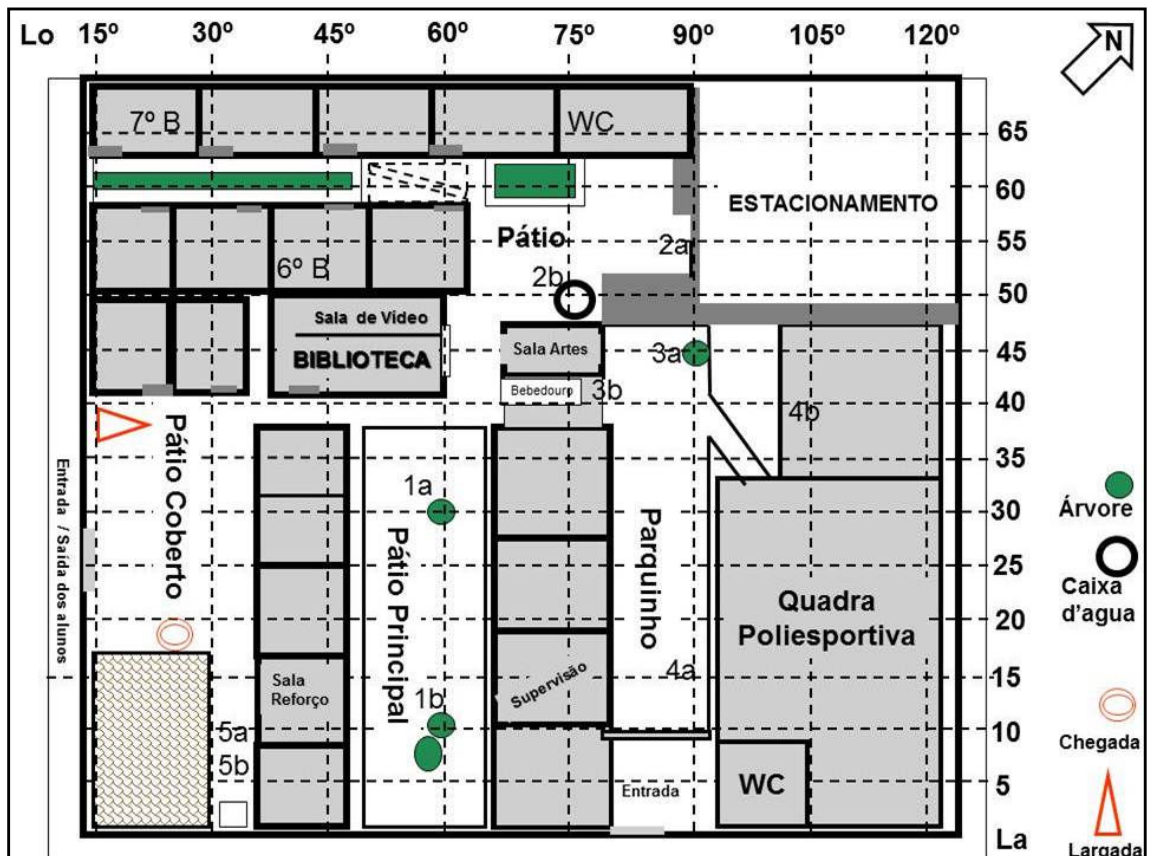 Lo 15º 30º 45º 60º 75º 90º 105º 120º
N
7º B
WC
65
60
ESTACIONAMENTO
Pátio
2a
55
6º B
2b
50
Sala de Vídeo
BIBLIOTECA
Sala Artes
3a
45
Bebedouro
3b
4b
40
Pátio Coberto
35
Entrada / Saída dos alunos
1a
30
Árvore
Pátio Principal
Parquinho
25
Caixa
d'agua
Quadra
Poliesportiva
20
Sala
Reforço
Supervisão
4a
15
1b
5a
10
Chegada
5b
WC
5
Entrada
La
Largada